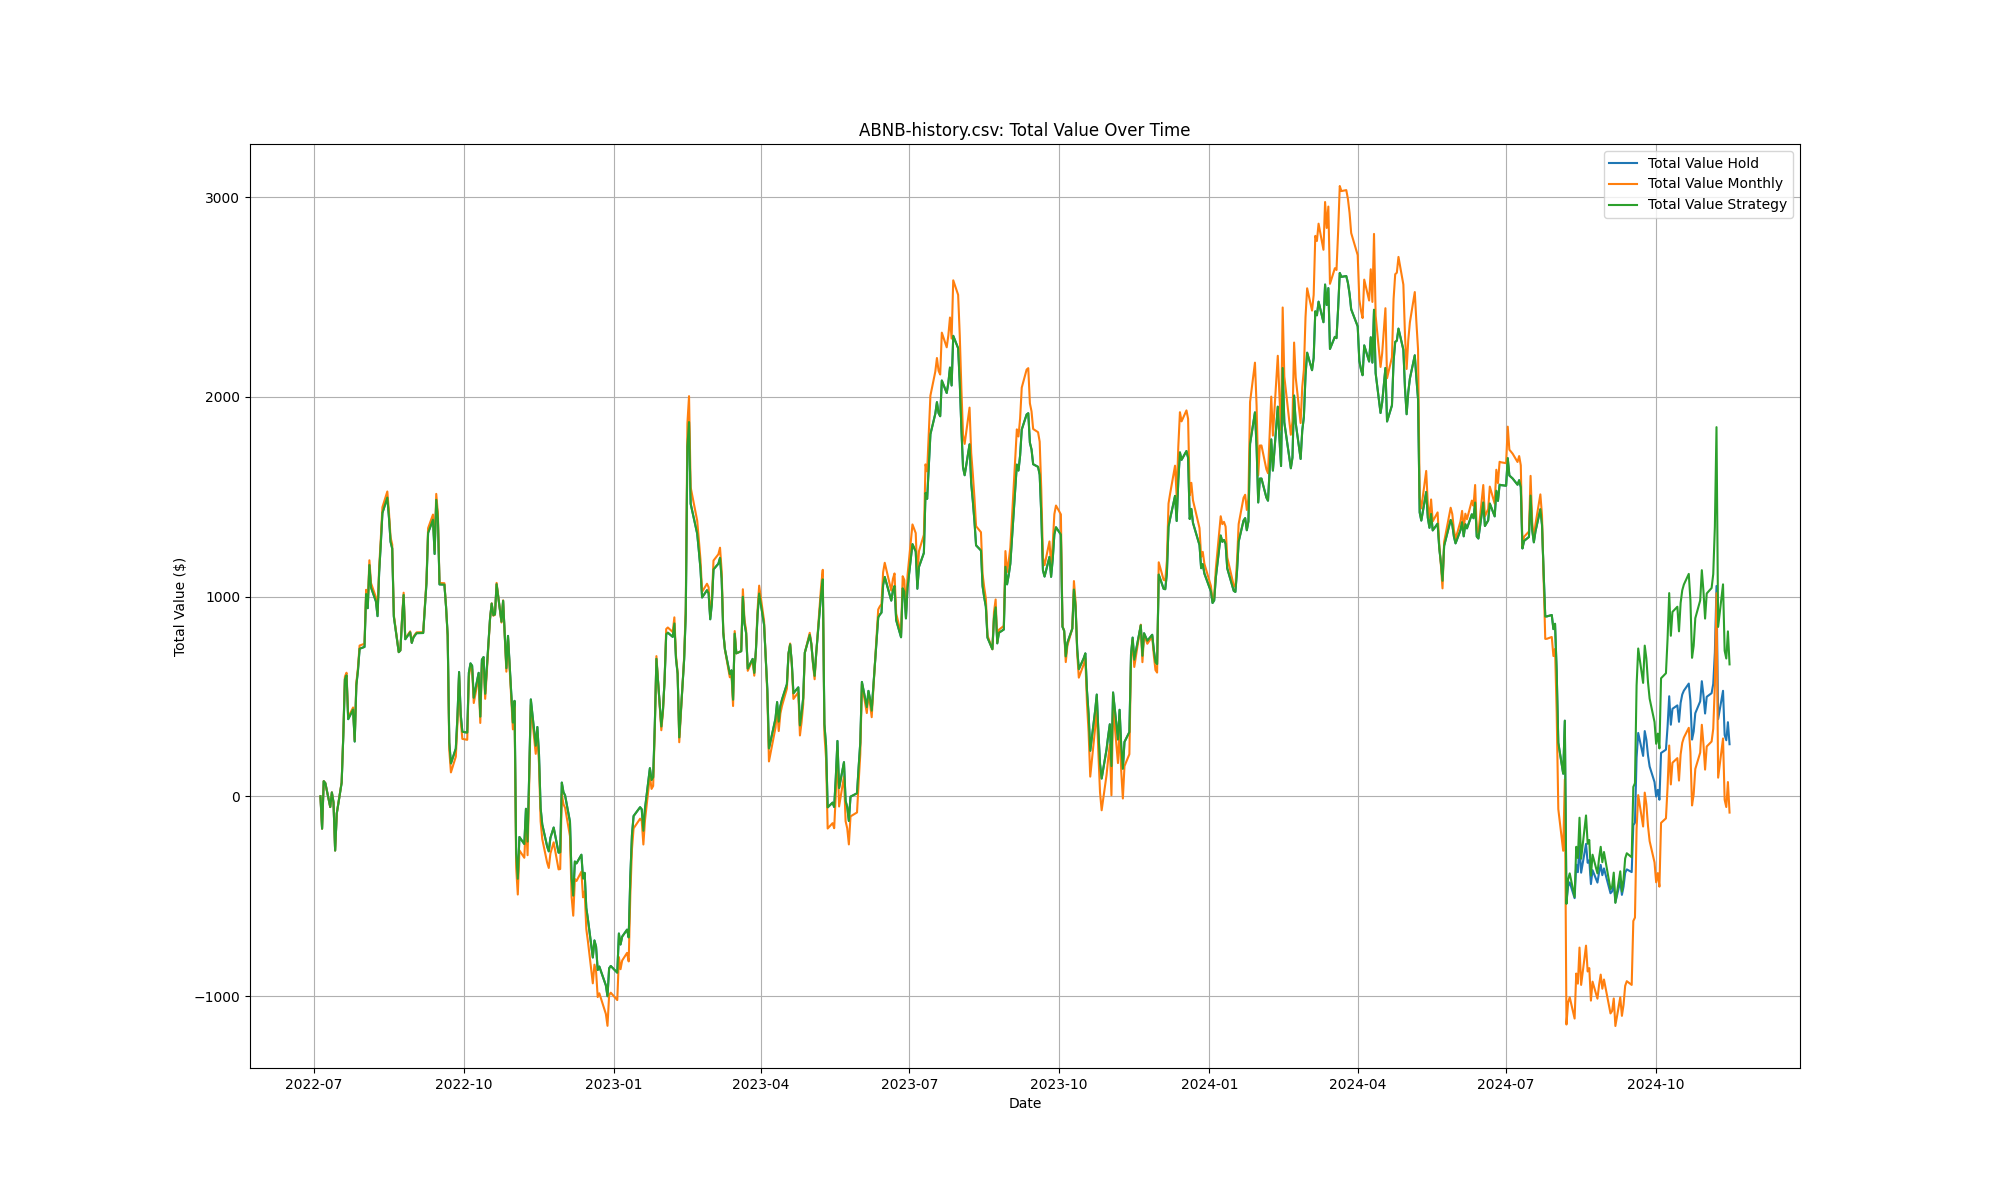 ABNB-history.csv: Total Value Over Time
Total Value Hold
Total Value Monthly
Total Value Strategy
Total Value ($)
3000
2000
1000
0
−1000
2022-07
2022-10
2023-01
2023-04
2023-07
2023-10
2024-01
2024-04
2024-07
2024-10
Date